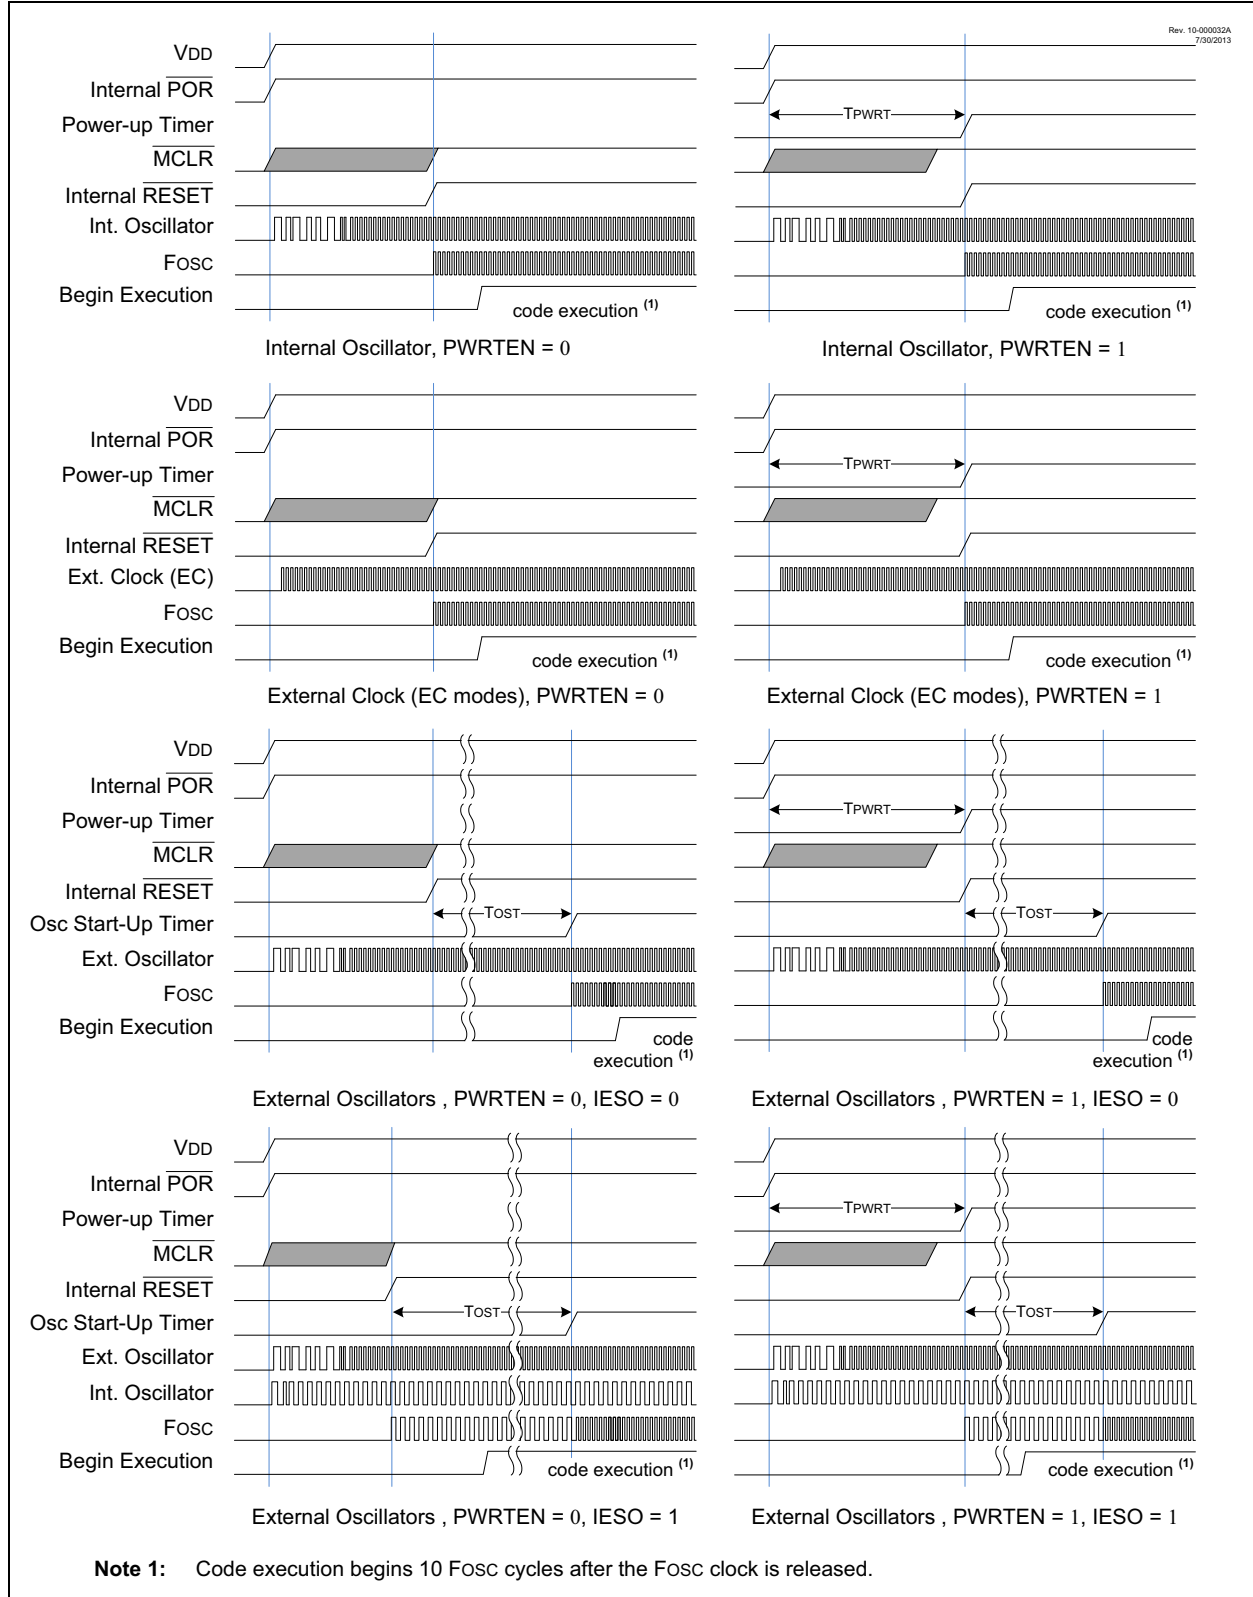 Rev. 10-000032A
7/30/2013
VDD
Internal POR
Power-up Timer
MCLR
Internal RESET
Int. Oscillator
FOSC
Begin Execution
code execution (1)
Internal Oscillator, PWRTEN = 0
TPWRT
code execution (1)
Internal Oscillator, PWRTEN = 1
VDD
Internal POR
Power-up Timer
MCLR
Internal RESET
Ext. Clock (EC)
FOSC
Begin Execution
code execution (1)
External Clock (EC modes), PWRTEN = 0
TPWRT
code execution (1)
External Clock (EC modes), PWRTEN = 1
VDD
Internal POR
Power-up Timer
MCLR
Internal RESET
Osc Start-Up Timer
Ext. Oscillator
FOSC
Begin Execution
TOST
code
execution (1)
External Oscillators , PWRTEN = 0, IESO = 0
TPWRT
TOST
code
execution (1)
External Oscillators , PWRTEN = 1, IESO = 0
VDD
Internal POR
Power-up Timer
MCLR
Internal RESET
Osc Start-Up Timer
Ext. Oscillator
Int. Oscillator
FOSC
Begin Execution
TOST
code execution (1)
External Oscillators , PWRTEN = 0, IESO = 1
TPWRT
TOST
code execution (1)
External Oscillators , PWRTEN = 1, IESO = 1
Note 1: Code execution begins 10 FOSC cycles after the FOSC clock is released.